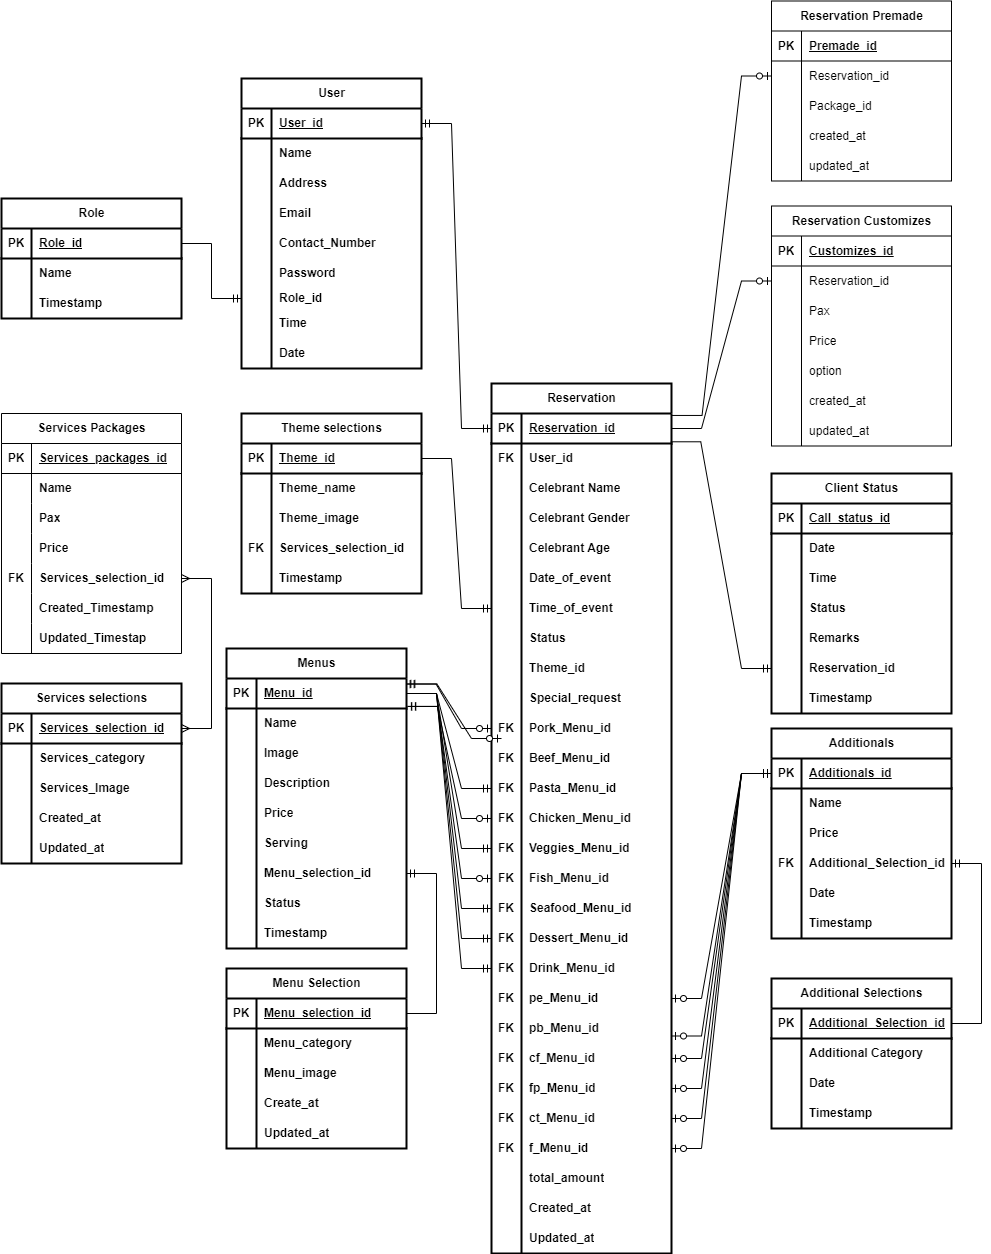 Reservation Premade
PK Premade_id
Reservation_id
Package_id
created_at
updated_at
User
PK User_id
Name
Address
Email
Contact_Number
Password
Role_id
Time
Date
Role
PK Role_id
Name
Timestamp
Reservation Customizes
PK Customizes_id
Reservation_id
Pax
Price
option
created_at
updated_at
Services Packages
PK Services_packages_id
Name
Pax
Price
FK Services_selection_id
Created_Timestamp
Updated_Timestap
Theme selections
PK Theme_id
Theme_name
Theme_image
FK Services_selection_id
Timestamp
Reservation
PK Reservation_id
FK User_id
Celebrant Name
Celebrant Gender
Celebrant Age
Date_of_event
Time_of_event
Status
Theme_id
Special_request
FK Pork_Menu_id
FK Beef_Menu_id
FK Pasta_Menu_id
FK Chicken_Menu_id
FK Veggies_Menu_id
FK Fish_Menu_id
FK Seafood_Menu_id
FK Dessert_Menu_id
FK Drink_Menu_id
FK pe_Menu_id
FK pb_Menu_id
FK cf_Menu_id
FK fp_Menu_id
FK ct_Menu_id
FK f_Menu_id
total_amount
Created_at
Updated_at
Client Status
PK Call_status_id
Date
Time
Status
Remarks
Reservation_id
Timestamp
Services selections
PK Services_selection_id
Services_category
Services_Image
Created_at
Updated_at
Menus
PK Menu_id
Name
Image
Description
Price
Serving
Menu_selection_id
Status
Timestamp
Additionals
PK Additionals_id
Name
Price
FK Additional_Selection_id
Date
Timestamp
Menu Selection
PK Menu_selection_id
Menu_category
Menu_image
Create_at
Updated_at
Additional Selections
PK Additional_Selection_id
Additional Category
Date
Timestamp